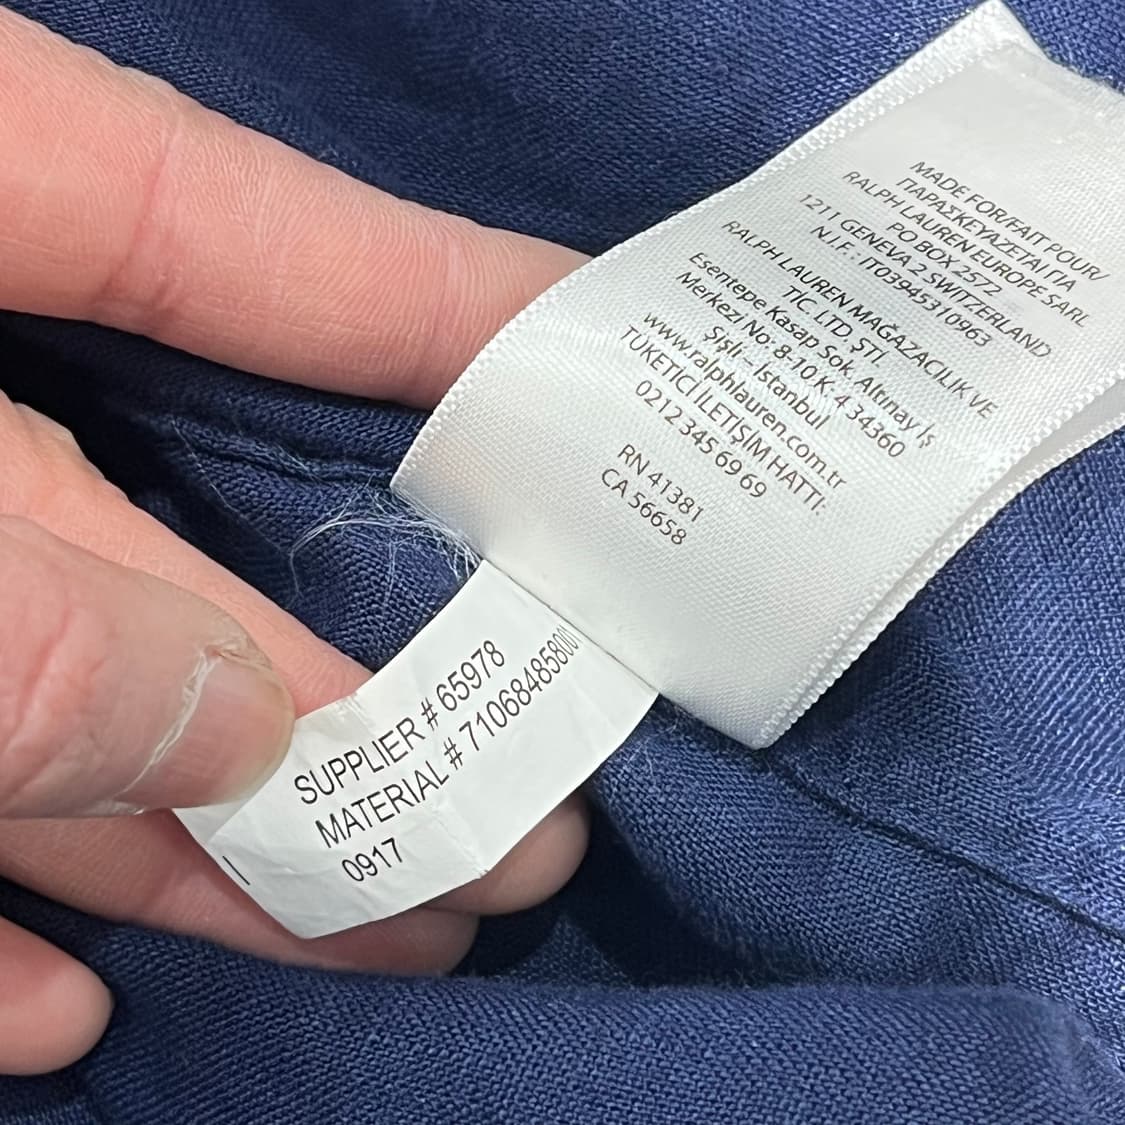 MADE FOR/FAIT POUR/
ΠΑΡΑΣΚΕΥΑΖΕΤΑΙ ΓΙΑ
RALPH LAUREN EUROPE SARL
PO BOX 2572
1211 GENEVA 2 SWITZERLAND
N.I.F. : IT03945310963
RALPH LAUREN MAĞAZACILIK VE
TİC. LTD. ŞTİ.
Esentepe Kasap Sok. Altınay İş
Merkezi No: 8-10 K: 4 34360
Şişli – İstanbul
www.ralphlauren.com.tr
TÜKETİCİ İLETİŞİM HATTI:
0212 345 69 69
RN 41381
CA 56658
SUPPLIER # 65978
MATERIAL # 710684858001
0917